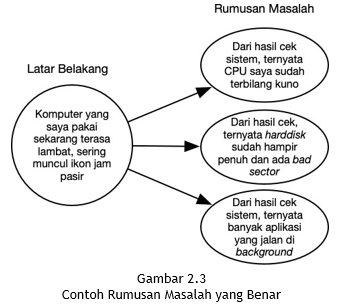 Rumusan Masalah
Latar Belakang
Komputer yang
saya pakai
sekarang terasa
lambat, sering
muncul ikon jam
pasir
Dari hasil cek
sistem, ternyata
CPU saya sudah
terbilang kuno
Dari hasil cek,
ternyata harddisk
sudah hampir
penuh dan ada bad
sector
Dari hasil cek
sistem, ternyata
banyak aplikasi
yang jalan di
background
Gambar 2.3
Contoh Rumusan Masalah yang Benar